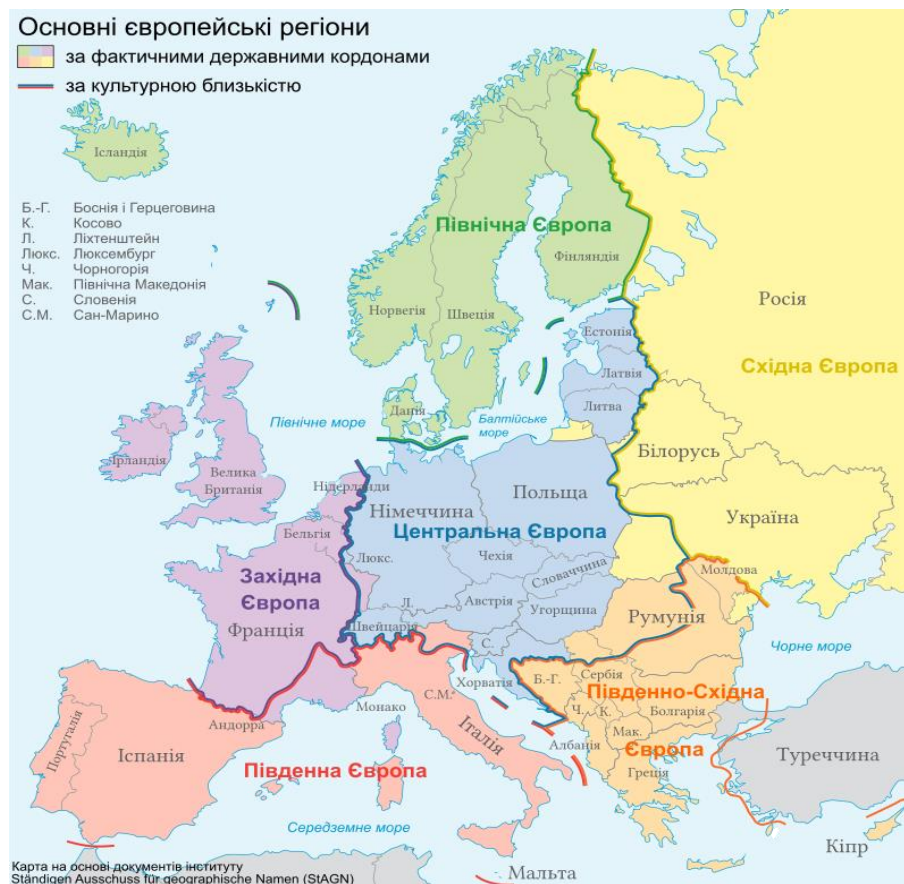 Основні європейські регіони
за фактичними державними кордонами
за культурною близькістю
Ісландія
Б.-Г. Боснія і Герцеговина
К. Косово
Л. Ліхтенштейн
Люкс. Люксембург
Ч. Чорногорія
Мак. Північна Македонія
С. Словенія
С.М. Сан-Марино
Північна Європа
Фінляндія
Норвегія
Швеція
Росія
Естонія
Східна Європа
Латвія
Литва
Данія
Північне море
Балтійське
море
Білорусь
Ірландія
Велика
Британія
Нідерланди
Німеччина
Польща
Україна
Бельгія
Центральна Європа
Люкс.
Чехія
Словаччина
Молдова
Західна
Європа
Франція
Л.
Австрія
Угорщина
Швейцарія
Румунія
С.
Чорне море
Хорватія
Б.-Г.
Сербія
С.М.
Південно-Східна
Монако
Ч.
К.
Болгарія
Андорра
Мак.
Португалія
Іспанія
Італія
Албанія
Європа
Туреччина
Південна Європа
Греція
Середземне море
Кіпр
Мальта
Карта на основі документів інституту
Ständigen Ausschuss für geographische Namen (StAGN)